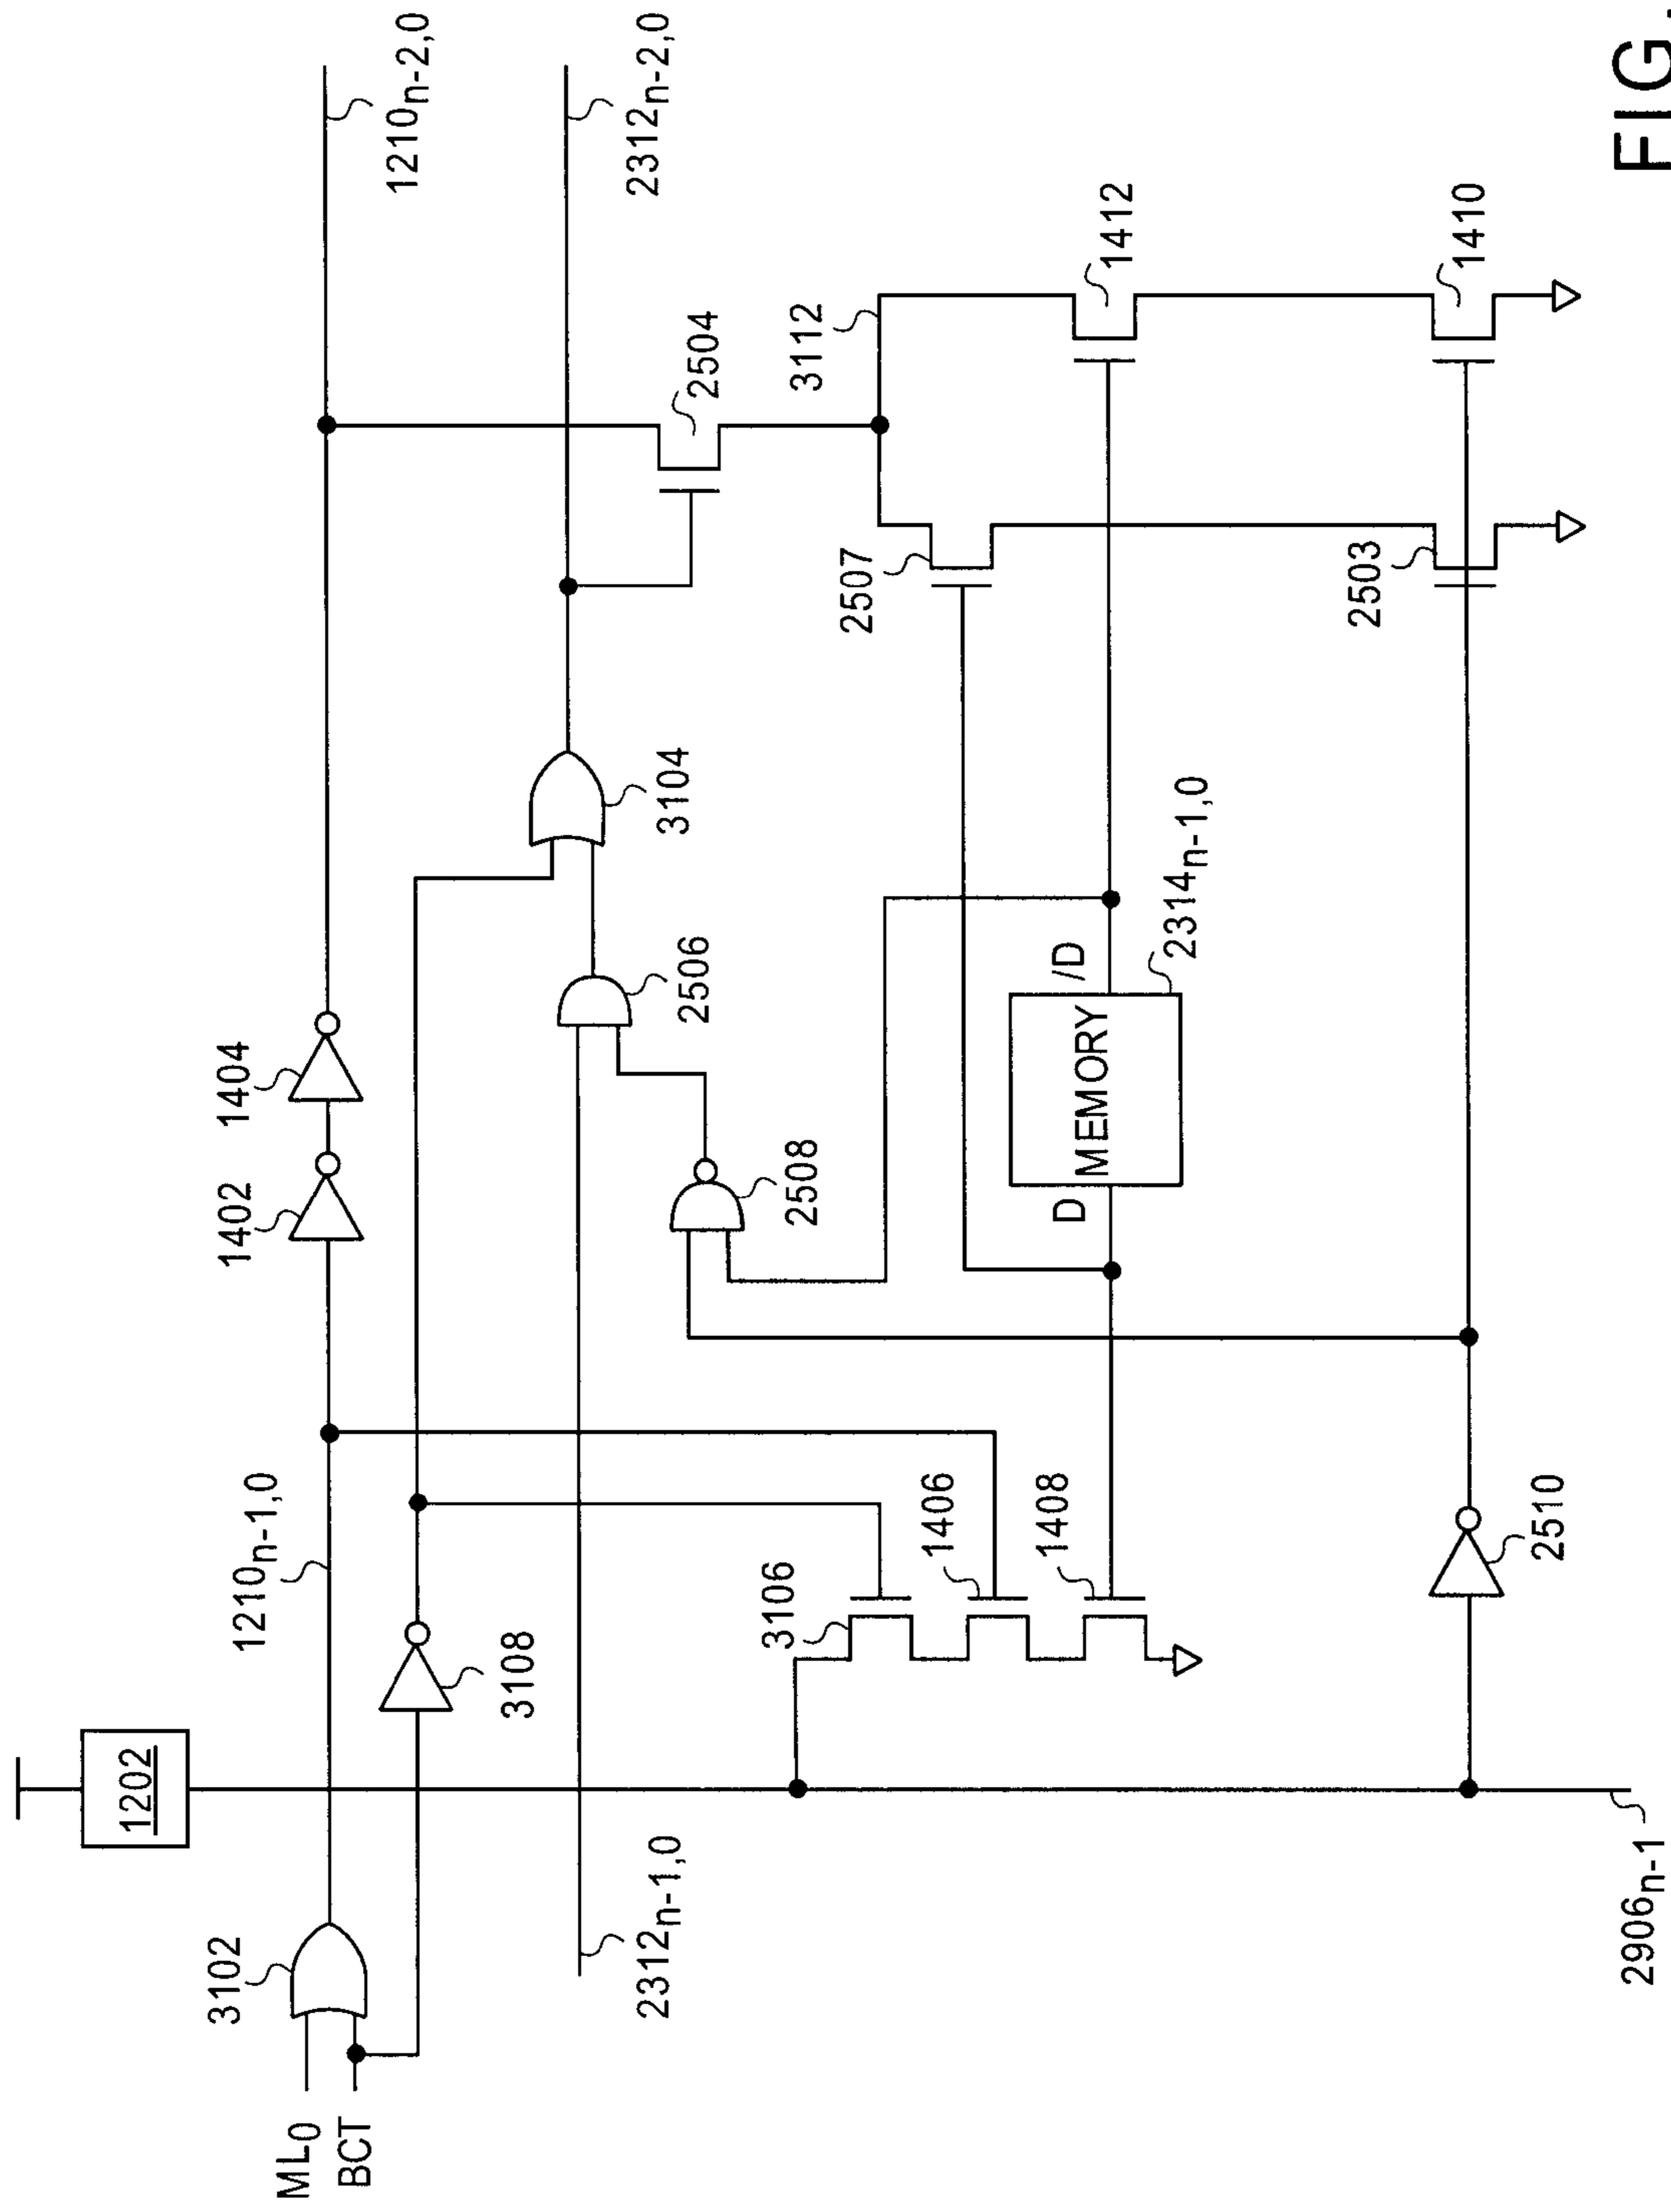 ML0
BCT
3102
1202
1210n-1,0
1402
1404
1210n-2,0
3108
2312n-1,0
2312n-2,0
2506
3104
2504
2508
3106
1406
1408
D
MEMORY
/D
2314n-1,0
2507
3112
1412
2503
1410
2510
2906n-1
FIG.